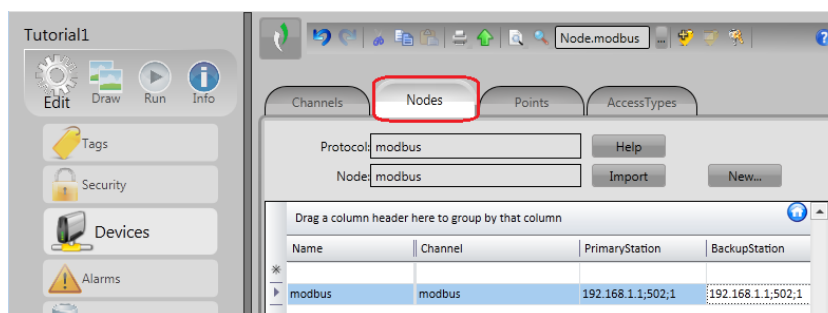 Tutorial1
Edit Draw Run Info
Tags
Security
Devices
Alarms
Node.modbus ... ?
Channels Nodes Points AccessTypes
Protocol: modbus Help
Node: modbus Import New...
Drag a column header here to group by that column
Name Channel PrimaryStation BackupStation
modbus modbus 192.168.1.1;502;1 192.168.1.1;502;1